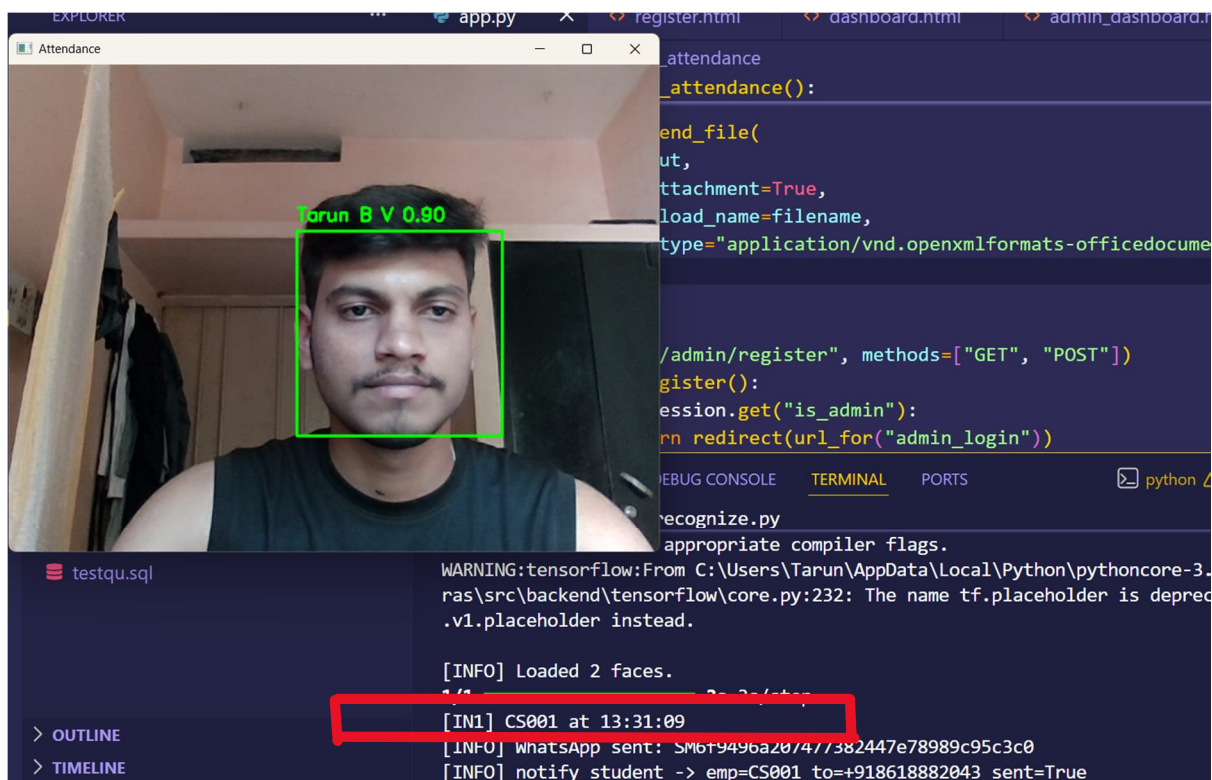 EXPLORER
...
app.py
register.html
dashboard.html
admin_dashboard.h
Attendance
_attendance
_attendance():
end_file(
ut,
ttachment=True,
load_name=filename,
type="application/vnd.openxmlformats-officedocume
Tarun B V 0.90
/admin/register", methods=["GET", "POST"])
gister():
ession.get("is_admin"):
rn redirect(url_for("admin_login"))
EBUG CONSOLE TERMINAL PORTS python
recognize.py
appropriate compiler flags.
testqu.sql
WARNING:tensorflow:From C:\Users\Tarun\AppData\Local\Python\pythoncore-3.
ras\src\backend\tensorflow\core.py:232: The name tf.placeholder is deprec
.v1.placeholder instead.
[INFO] Loaded 2 faces.
[IN1] CS001 at 13:31:09
[INFO] WhatsApp sent: SM6f9496a207477382447e78989c95c3c0
[INFO] notify student -> emp=CS001 to=+918618882043 sent=True
OUTLINE
TIMELINE